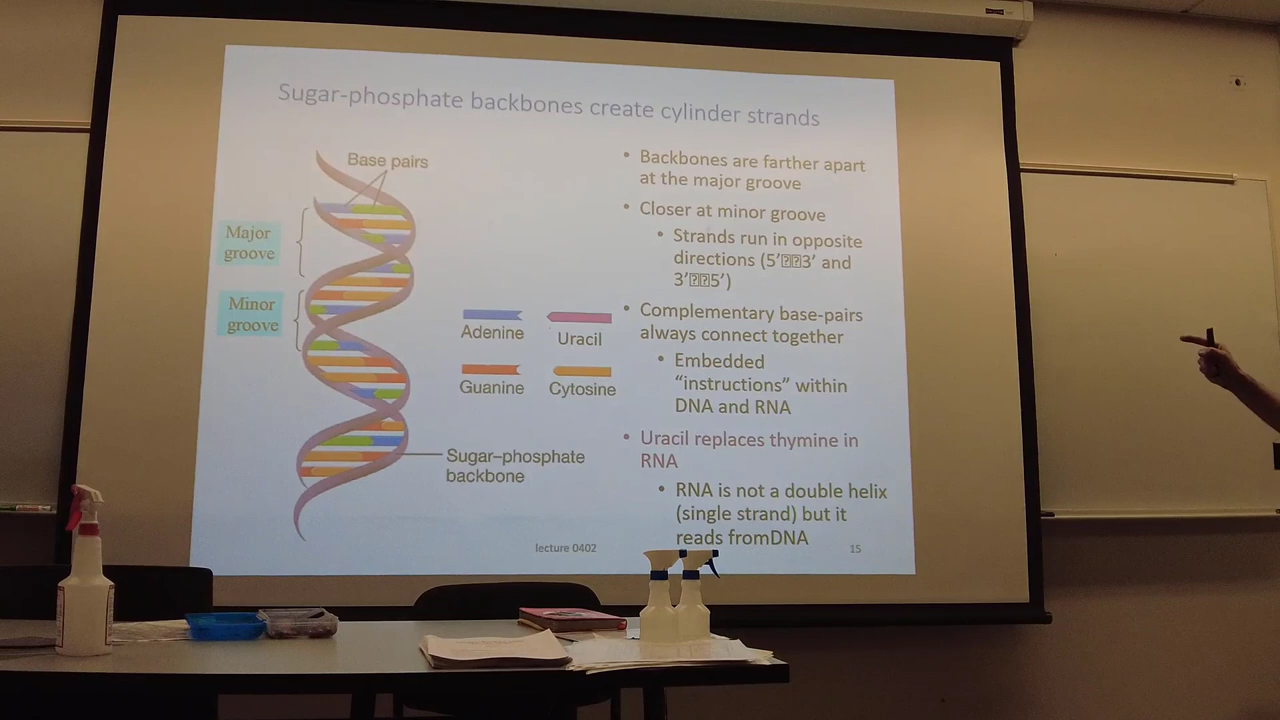 Sugar-phosphate backbones create cylinder strands
Base pairs
Major
groove
Minor
groove
Adenine
Uracil
Guanine
Cytosine
Sugar–phosphate
backbone
• Backbones are farther apart
at the major groove
• Closer at minor groove
• Strands run in opposite
directions (5’⍰⍰3’ and
3’⍰⍰5’)
• Complementary base-pairs
always connect together
• Embedded
“instructions” within
DNA and RNA
• Uracil replaces thymine in
RNA
• RNA is not a double helix
(single strand) but it
reads fromDNA
lecture 0402
15